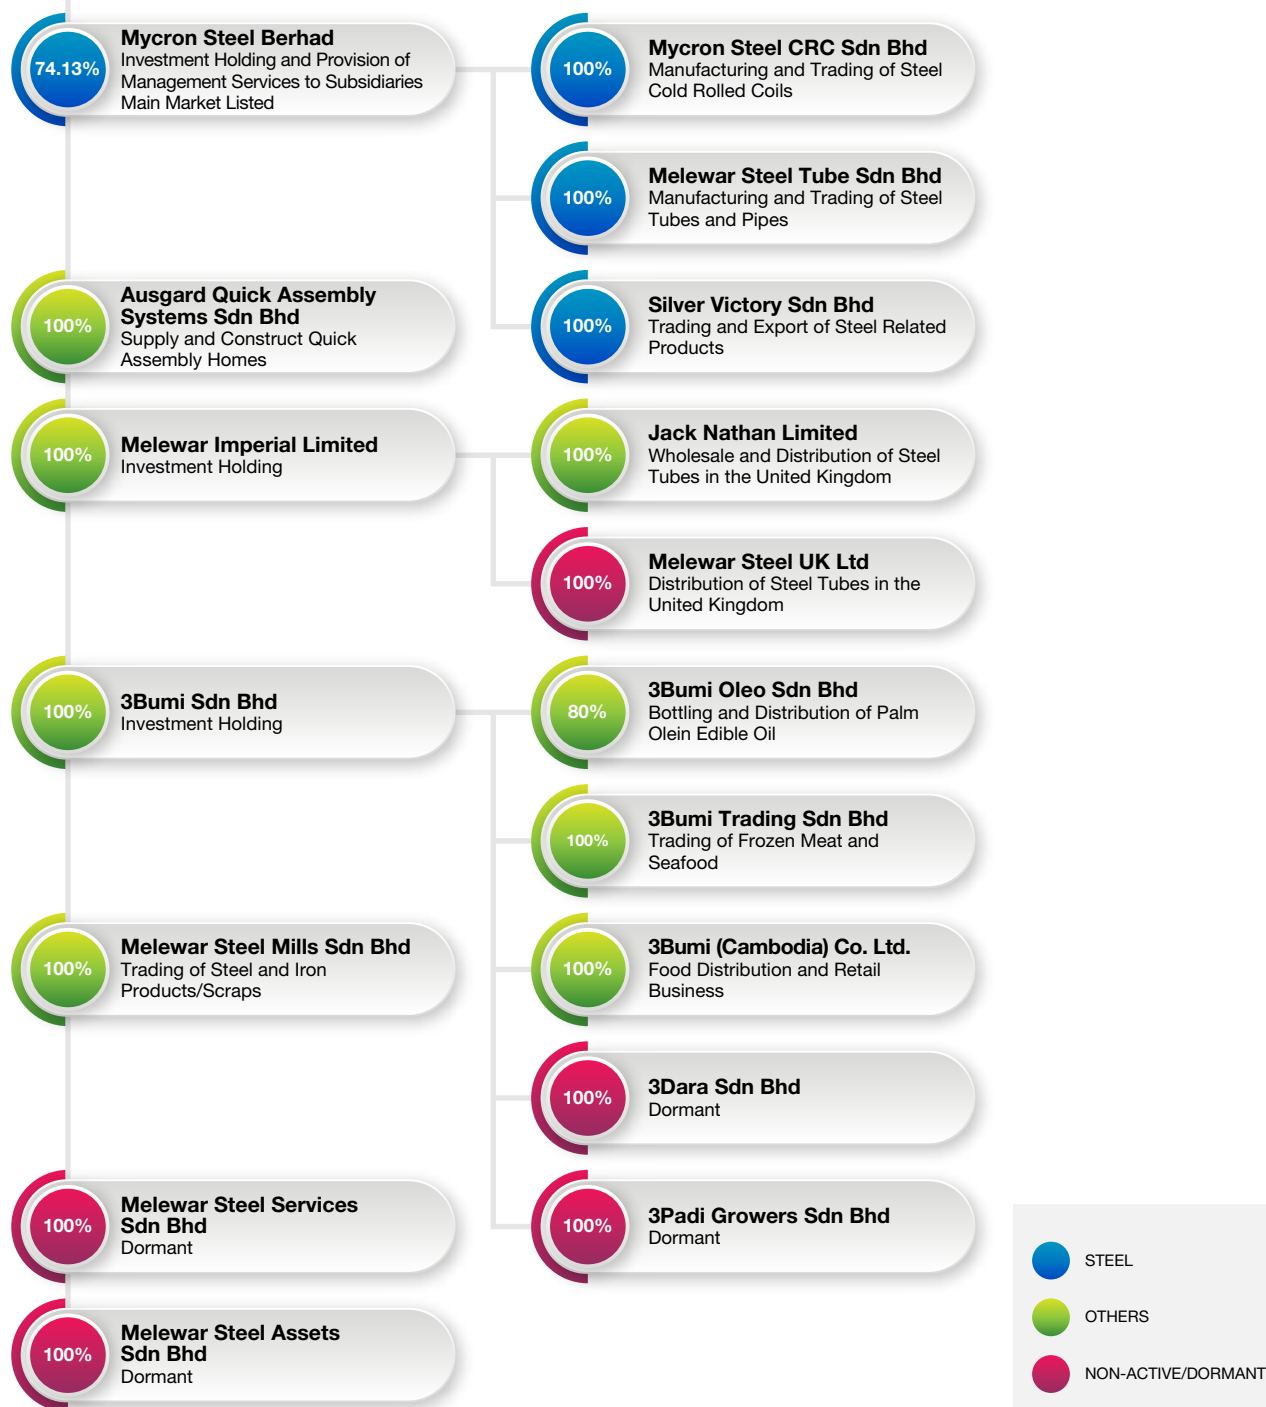 74.13%
Mycron Steel Berhad
Investment Holding and Provision of
Management Services to Subsidiaries
Main Market Listed
100%
Mycron Steel CRC Sdn Bhd
Manufacturing and Trading of Steel
Cold Rolled Coils
100%
Melewar Steel Tube Sdn Bhd
Manufacturing and Trading of Steel
Tubes and Pipes
100%
Silver Victory Sdn Bhd
Trading and Export of Steel Related
Products
100%
Ausgard Quick Assembly
Systems Sdn Bhd
Supply and Construct Quick
Assembly Homes
100%
Melewar Imperial Limited
Investment Holding
100%
Jack Nathan Limited
Wholesale and Distribution of Steel
Tubes in the United Kingdom
100%
Melewar Steel UK Ltd
Distribution of Steel Tubes in the
United Kingdom
100%
3Bumi Sdn Bhd
Investment Holding
80%
3Bumi Oleo Sdn Bhd
Bottling and Distribution of Palm
Olein Edible Oil
100%
3Bumi Trading Sdn Bhd
Trading of Frozen Meat and
Seafood
100%
3Bumi (Cambodia) Co. Ltd.
Food Distribution and Retail
Business
100%
3Dara Sdn Bhd
Dormant
100%
3Padi Growers Sdn Bhd
Dormant
100%
Melewar Steel Mills Sdn Bhd
Trading of Steel and Iron
Products/Scraps
100%
Melewar Steel Services
Sdn Bhd
Dormant
100%
Melewar Steel Assets
Sdn Bhd
Dormant
STEEL
OTHERS
NON-ACTIVE/DORMANT